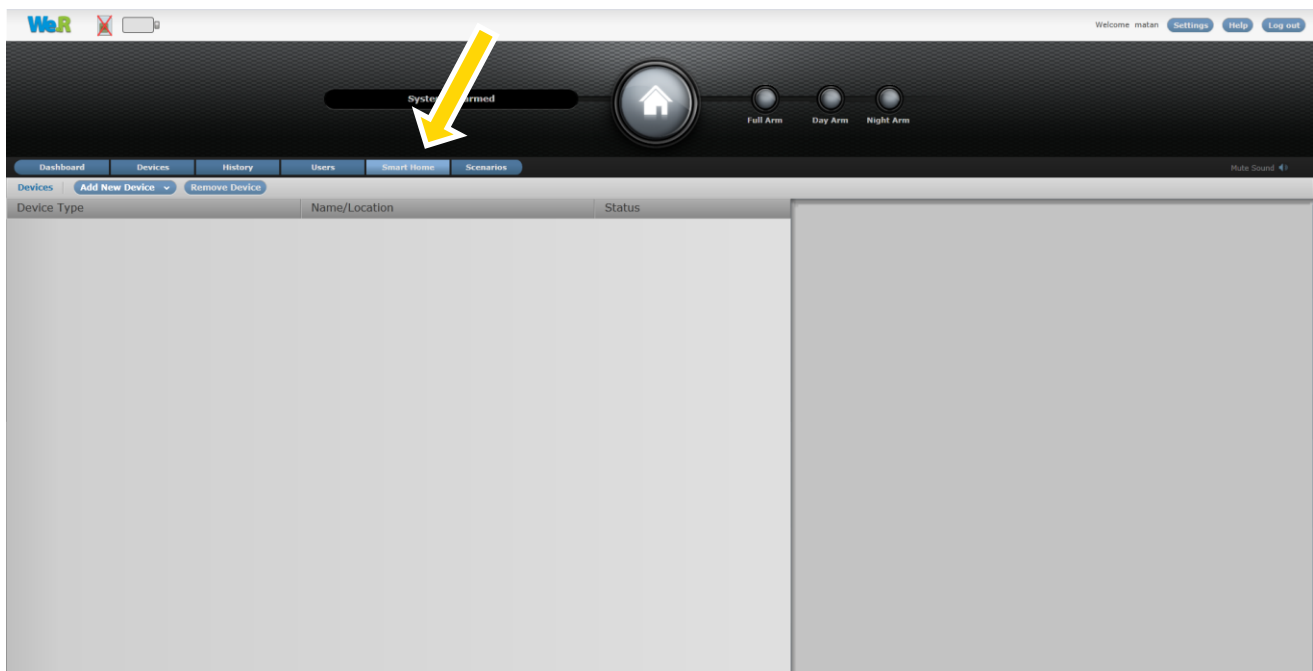 WeR
Welcome matan Settings Help Log out
armed
Full Arm Day Arm Night Arm
Dashboard Devices History Users Smart Home Scenarios Mute Sound
Devices Add New Device Remove Device
Device Type Name/Location Status